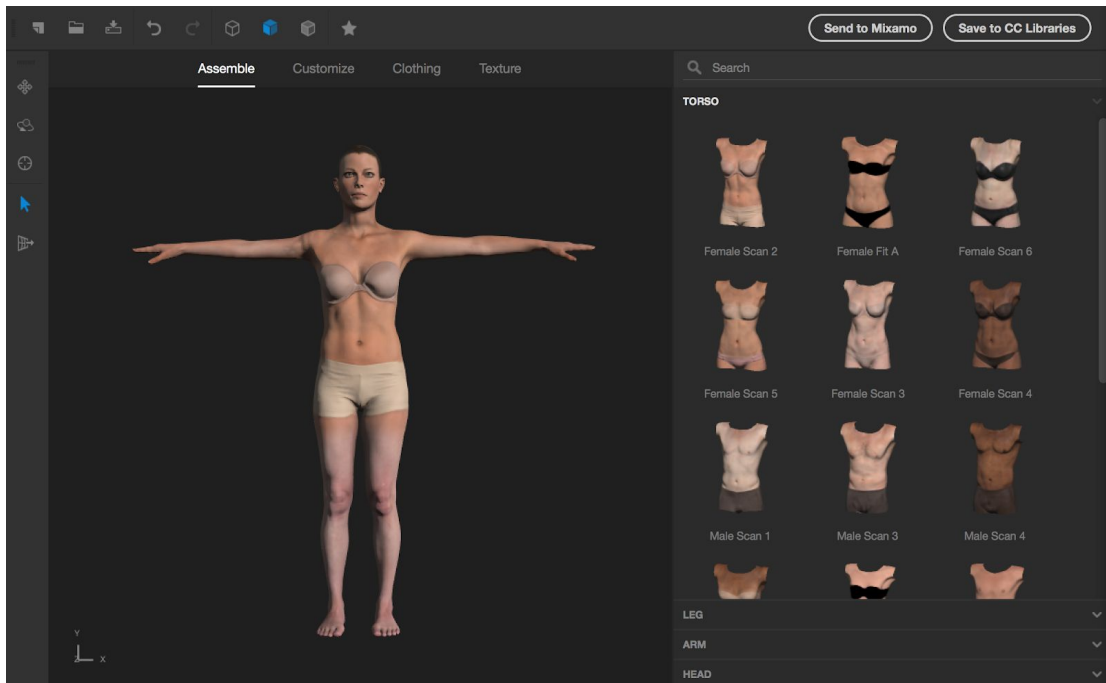 Send to Mixamo
Save to CC Libraries
Assemble
Customize
Clothing
Texture
Search
TORSO
Female Scan 2
Female Fit A
Female Scan 6
Female Scan 5
Female Scan 3
Female Scan 4
Male Scan 1
Male Scan 3
Male Scan 4
LEG
ARM
HEAD
Y
Z
X